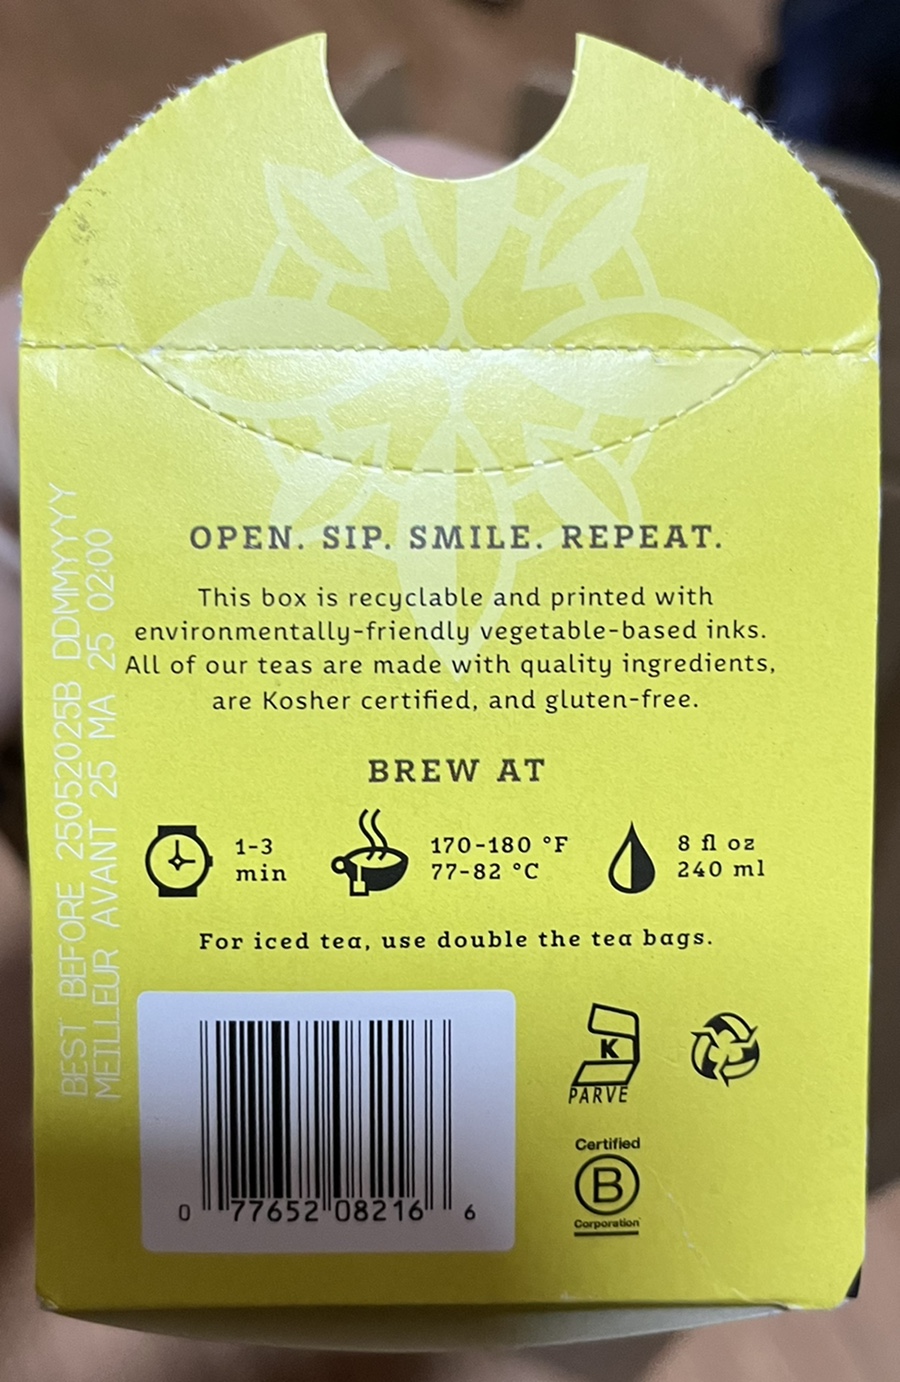 OPEN. SIP. SMILE. REPEAT.
This box is recyclable and printed with
environmentally-friendly vegetable-based inks.
All of our teas are made with quality ingredients,
are Kosher certified, and gluten-free.
BREW AT
1-3
min
170-180 °F
77-82 °C
8 fl oz
240 ml
For iced tea, use double the tea bags.
BEST BEFORE 25052025B DDMMYYYY
MEILLEUR AVANT 25 MA 25 02:00
0 77652 08216 6
K
PARVE
Certified
B
Corporation